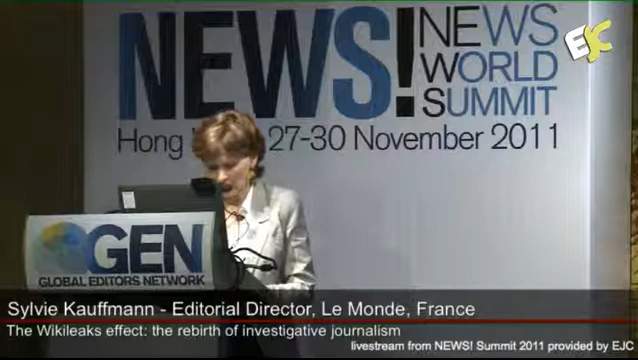 NEWS!
NEWS
WORLD
SUMMIT
EJC
Hong 27-30 November 2011
GEN
GLOBAL EDITORS NETWORK
Sylvie Kauffmann - Editorial Director, Le Monde, France
The Wikileaks effect: the rebirth of investigative journalism
livestream from NEWS! Summit 2011 provided by EJC